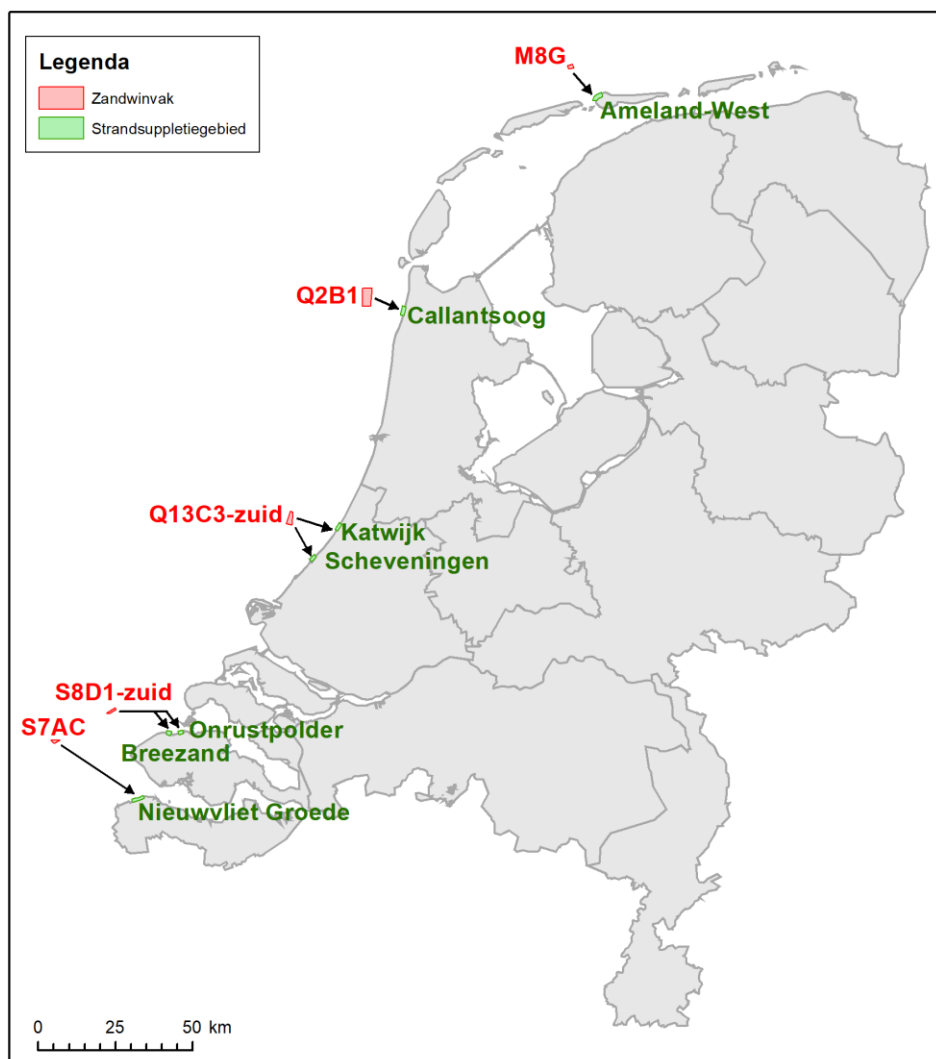 Legenda
Zandwinvak
Strandsuppletiegebied
M8G
Ameland-West
Q2B1
Callantsoog
Q13C3-zuid
Katwijk
Scheveningen
S8D1-zuid
S7AC
Onrustpolder
Breezand
Nieuwvliet Groede
0 25 50 km